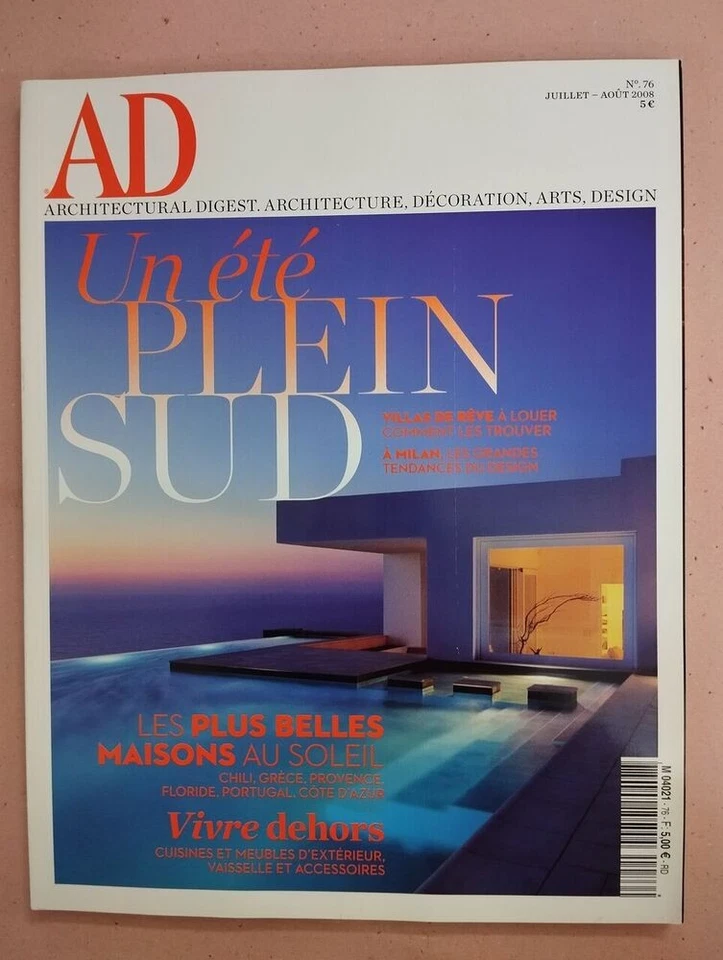 AD
Nº. 76
JUILLET – AOÛT 2008
5 €
ARCHITECTURAL DIGEST. ARCHITECTURE, DÉCORATION, ARTS, DESIGN
Un été
PLEIN
SUD
VILLAS DE RÊVE À LOUER
COMMENT LES TROUVER
À MILAN, LES GRANDES
TENDANCES DU DESIGN
LES PLUS BELLES
MAISONS AU SOLEIL
CHILI, GRÈCE, PROVENCE,
FLORIDE, PORTUGAL, CÔTE D'AZUR
Vivre dehors
CUISINES ET MEUBLES D'EXTÉRIEUR,
VAISSELLE ET ACCESSOIRES
M 04021 - 76 - F: 5,00 € - RD